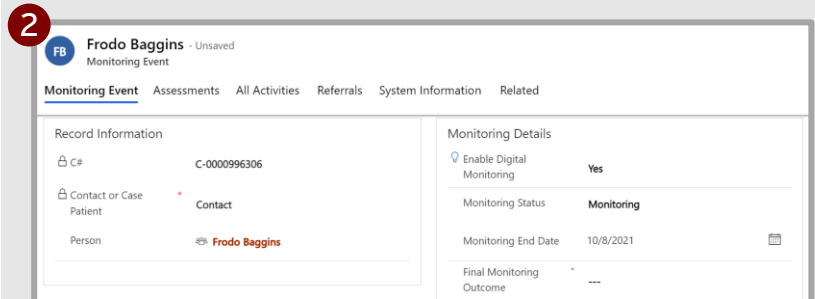 2
FB
Frodo Baggins - Unsaved
Monitoring Event
Monitoring Event Assessments All Activities Referrals System Information Related
Record Information
C# C-0000996306
Contact or Case
Patient * Contact
Person Frodo Baggins
Monitoring Details
Enable Digital
Monitoring Yes
Monitoring Status Monitoring
Monitoring End Date 10/8/2021
Final Monitoring *
Outcome ---